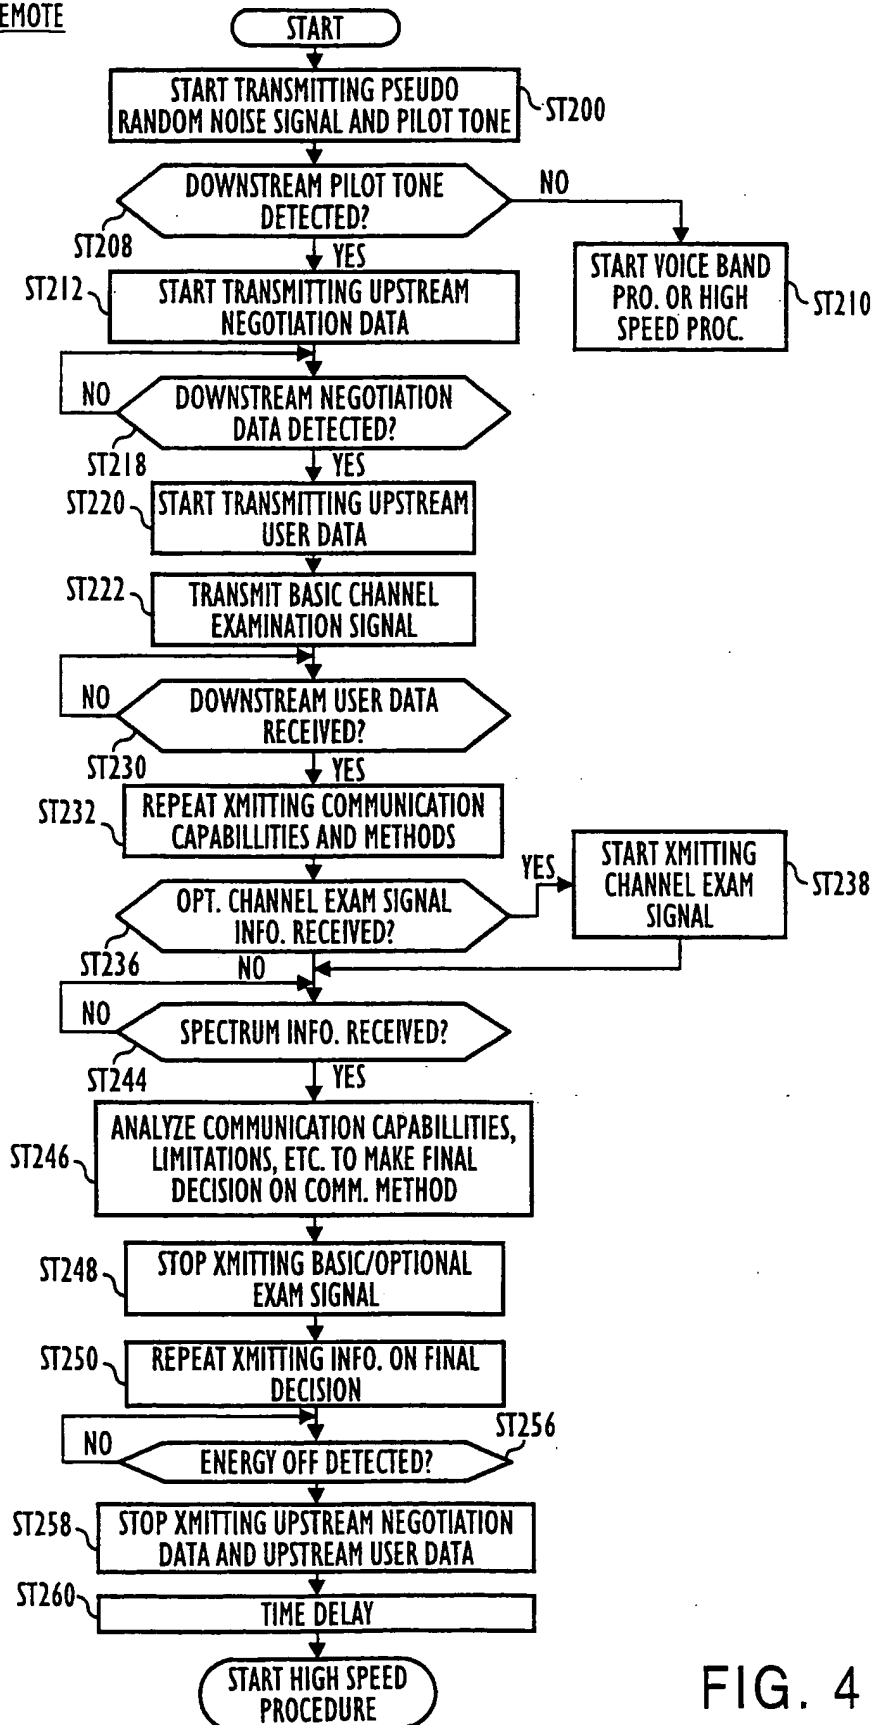 EMOTE
START
START TRANSMITTING PSEUDO
RANDOM NOISE SIGNAL AND PILOT TONE
ST200
DOWNSTREAM PILOT TONE
DETECTED?
NO
ST208
YES
ST212
START TRANSMITTING UPSTREAM
NEGOTIATION DATA
START VOICE BAND
PRO. OR HIGH
SPEED PROC.
ST210
NO
DOWNSTREAM NEGOTIATION
DATA DETECTED?
ST218
YES
ST220
START TRANSMITTING UPSTREAM
USER DATA
ST222
TRANSMIT BASIC CHANNEL
EXAMINATION SIGNAL
NO
DOWNSTREAM USER DATA
RECEIVED?
ST230
YES
ST232
REPEAT XMITTING COMMUNICATION
CAPABILLITIES AND METHODS
OPT. CHANNEL EXAM SIGNAL
INFO. RECEIVED?
YES
START XMITTING
CHANNEL EXAM
SIGNAL
ST238
ST236
NO
NO
SPECTRUM INFO. RECEIVED?
ST244
YES
ST246
ANALYZE COMMUNICATION CAPABILLITIES,
LIMITATIONS, ETC. TO MAKE FINAL
DECISION ON COMM. METHOD
ST248
STOP XMITTING BASIC/OPTIONAL
EXAM SIGNAL
ST250
REPEAT XMITTING INFO. ON FINAL
DECISION
NO
ENERGY OFF DETECTED?
ST256
ST258
STOP XMITTING UPSTREAM NEGOTIATION
DATA AND UPSTREAM USER DATA
ST260
TIME DELAY
START HIGH SPEED
PROCEDURE
FIG. 4